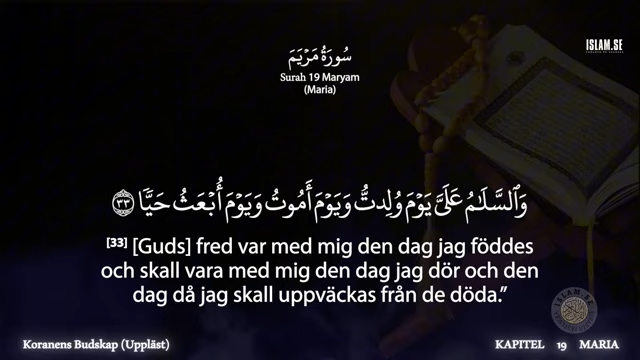 ISLAM.SE
سُورَةُ مَرْيَمَ
Surah 19 Maryam
(Maria)
وَٱلسَّلَـٰمُ عَلَىَّ يَوْمَ وُلِدتُّ وَيَوْمَ أَمُوتُ وَيَوْمَ أُبْعَثُ حَيًّا ٣٣
[33] [Guds] fred var med mig den dag jag föddes
och skall vara med mig den dag jag dör och den
dag då jag skall uppväckas från de döda.”
ISLAM.SE
Koranens Budskap (Uppläst)
KAPITEL 19 MARIA